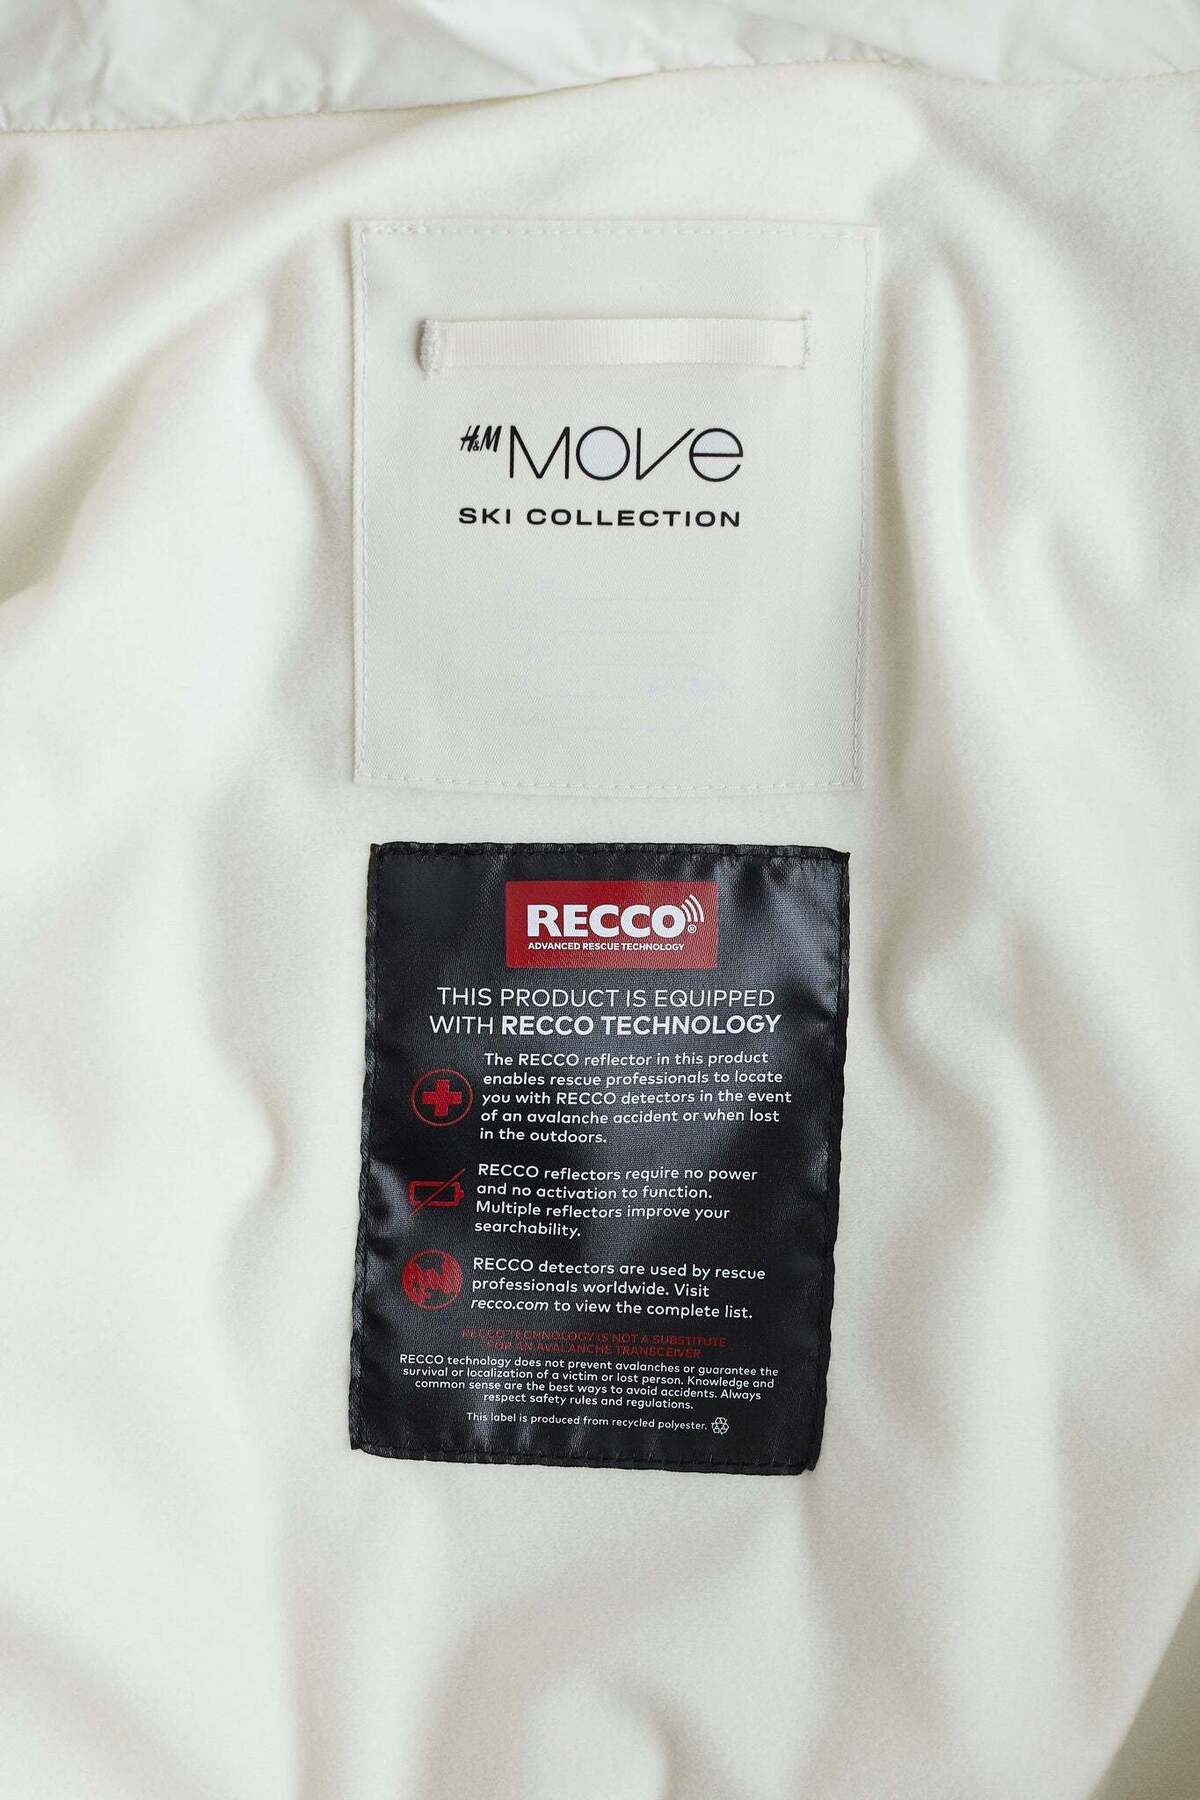 H&M MOVE
SKI COLLECTION
RECCO®
ADVANCED RESCUE TECHNOLOGY
THIS PRODUCT IS EQUIPPED
WITH RECCO TECHNOLOGY
The RECCO reflector in this product
enables rescue professionals to locate
you with RECCO detectors in the event
of an avalanche accident or when lost
in the outdoors.
RECCO reflectors require no power
and no activation to function.
Multiple reflectors improve your
searchability.
RECCO detectors are used by rescue
professionals worldwide. Visit
recco.com to view the complete list.
RECCO TECHNOLOGY IS NOT A SUBSTITUTE
FOR AN AVALANCHE TRANSCEIVER
RECCO technology does not prevent avalanches or guarantee the
survival or localization of a victim or lost person. Knowledge and
common sense are the best ways to avoid accidents. Always
respect safety rules and regulations.
This label is produced from recycled polyester.